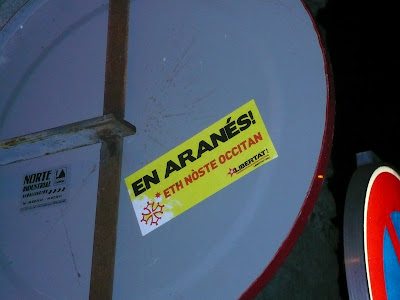 EN ARANÉS!
* ETH NÒSTE OCCITAN
LIBERTAT!
NORTE
INDUSTRIAL